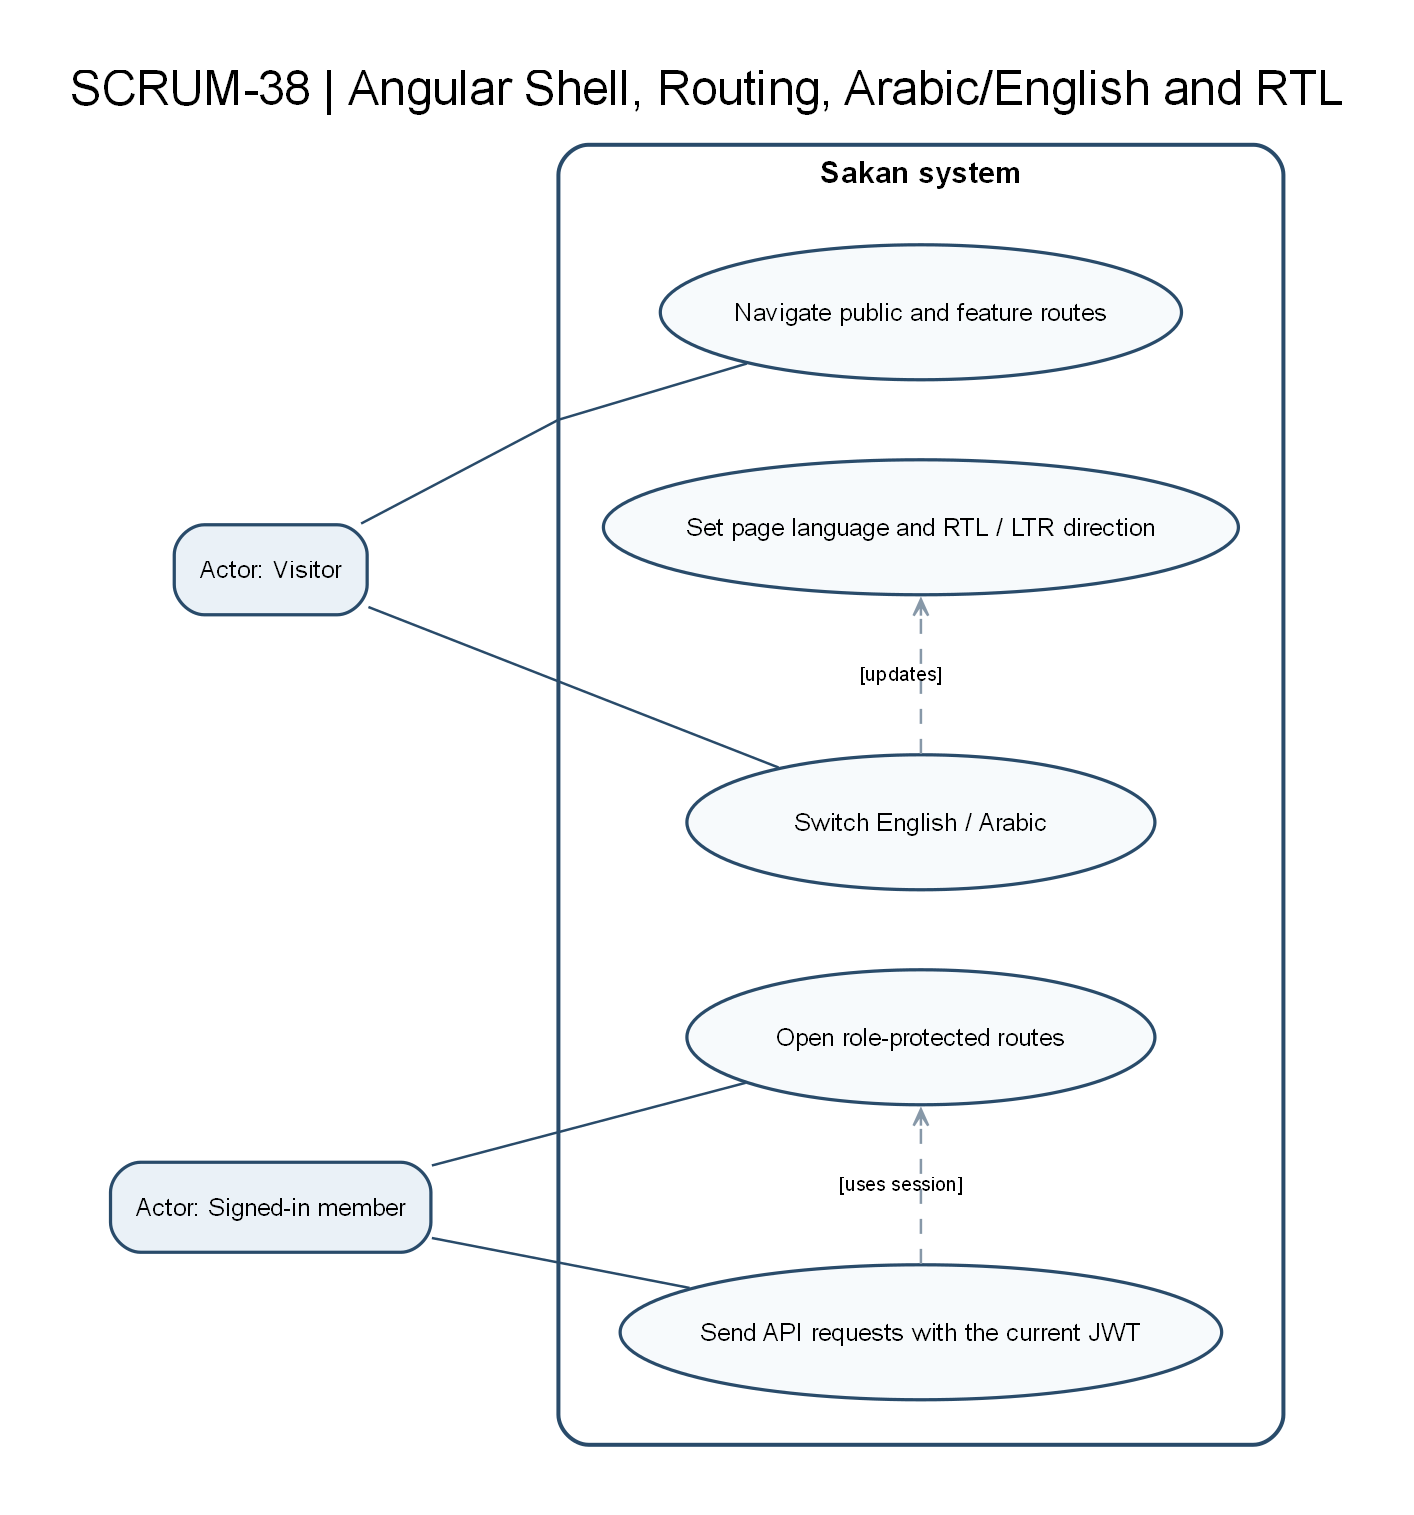 SCRUM-38 | Angular Shell, Routing, Arabic/English and RTL
Sakan system
Navigate public and feature routes
Set page language and RTL / LTR direction
Actor: Visitor
[updates]
Switch English / Arabic
Open role-protected routes
[uses session]
Actor: Signed-in member
Send API requests with the current JWT